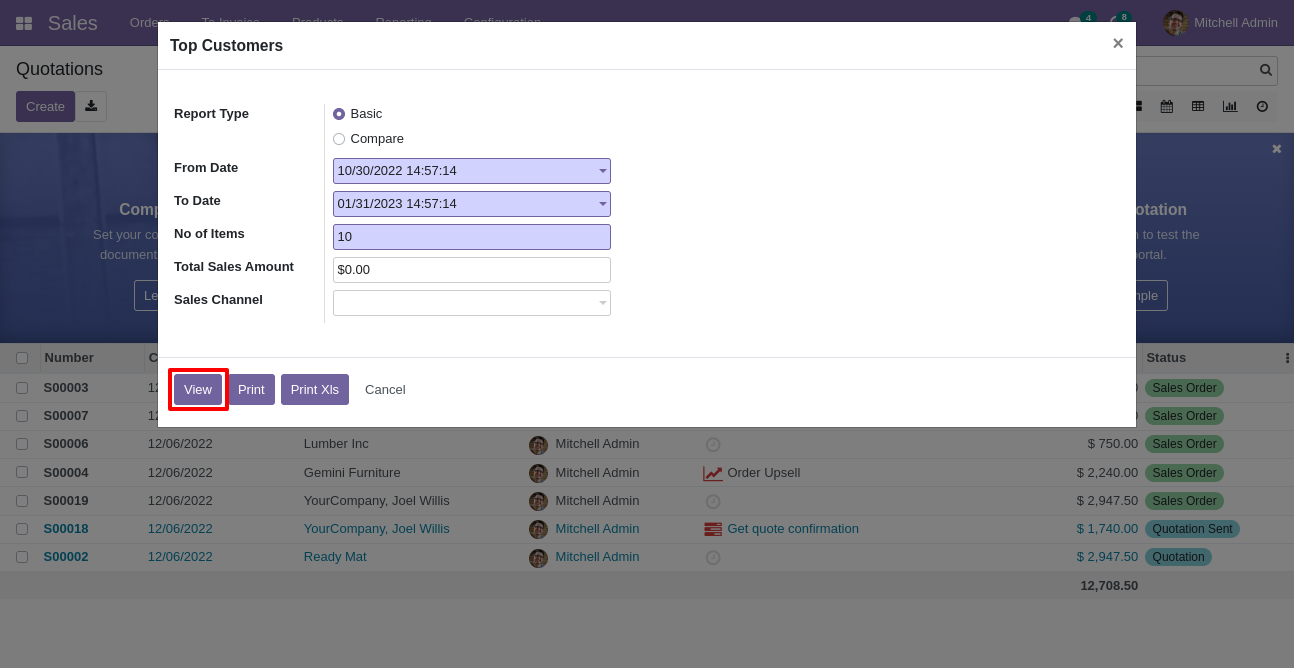 Sales Orders To Invoice Products Reporting Configuration 4 8 Mitchell Admin
Top Customers ×
Quotations
Create
Report Type
Basic
Compare
From Date 10/30/2022 14:57:14
To Date 01/31/2023 14:57:14
No of Items 10
Total Sales Amount $0.00
Sales Channel
Comp
Set your co
document
Le
otation
n to test the
ortal.
mple
View Print Print Xls Cancel
Number C Status
S00003 12 Sales Order
S00007 12 Sales Order
S00006 12/06/2022 Lumber Inc Mitchell Admin $ 750.00 Sales Order
S00004 12/06/2022 Gemini Furniture Mitchell Admin Order Upsell $ 2,240.00 Sales Order
S00019 12/06/2022 YourCompany, Joel Willis Mitchell Admin $ 2,947.50 Sales Order
S00018 12/06/2022 YourCompany, Joel Willis Mitchell Admin Get quote confirmation $ 1,740.00 Quotation Sent
S00002 12/06/2022 Ready Mat Mitchell Admin $ 2,947.50 Quotation
12,708.50